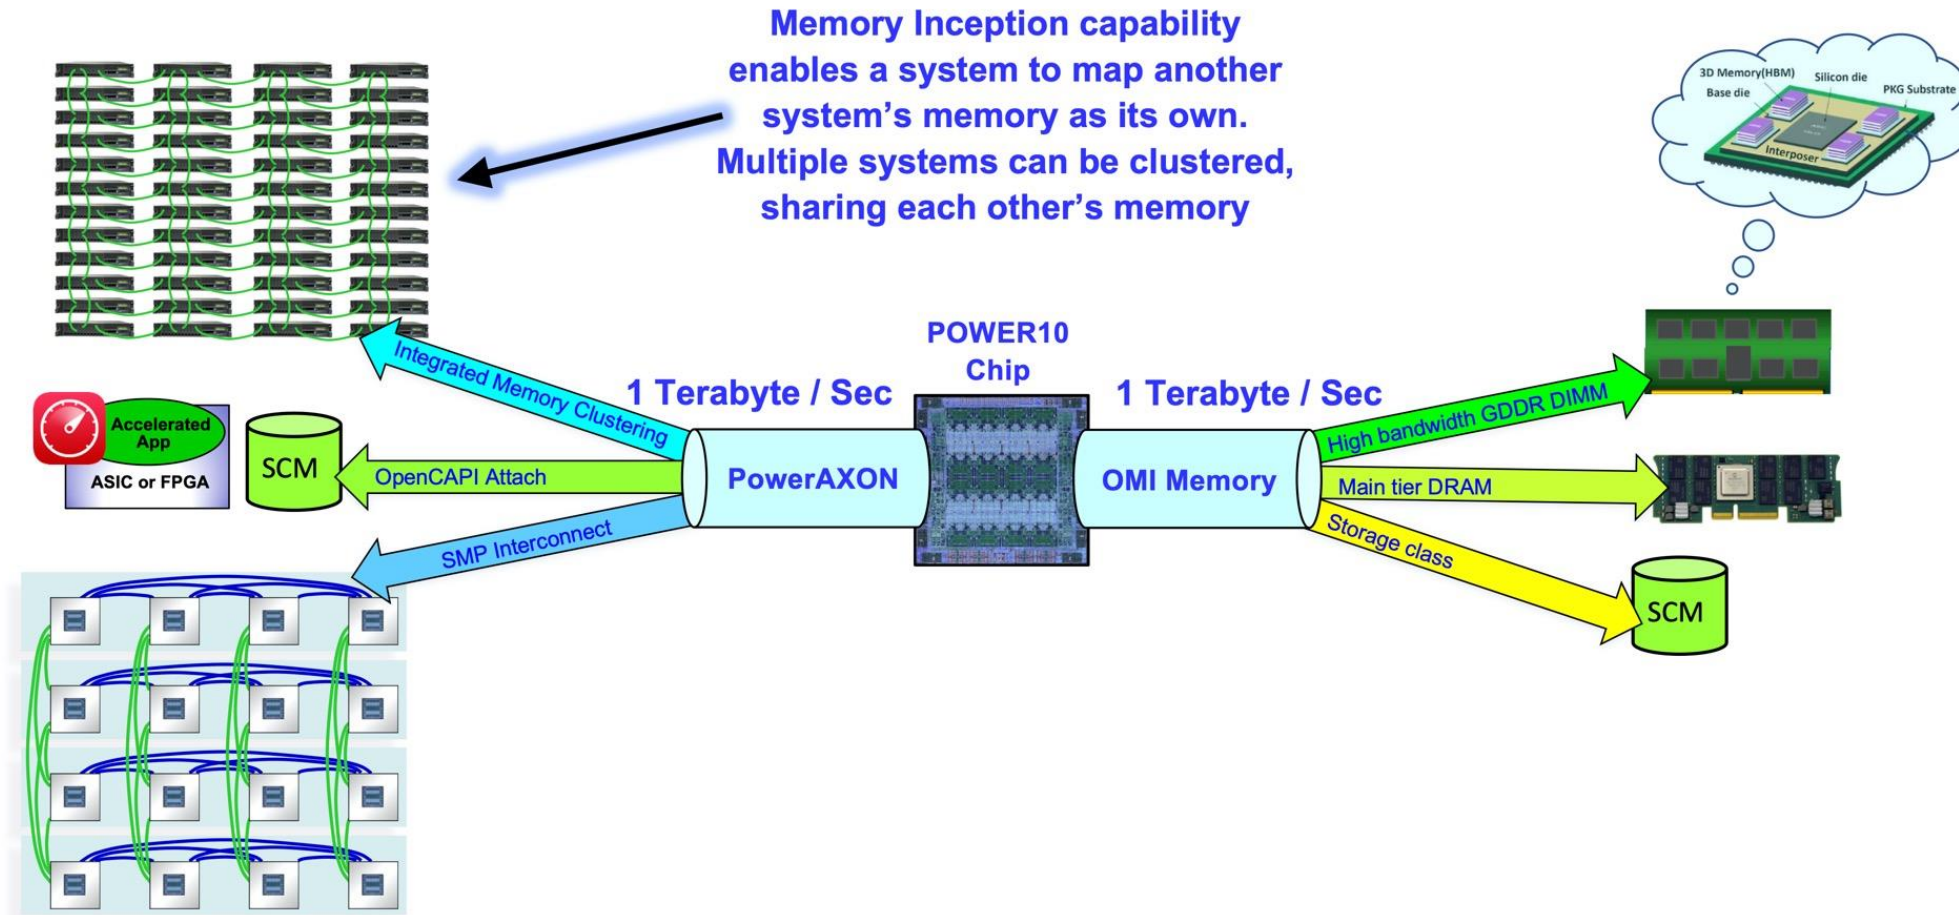 Memory Inception capability
enables a system to map another
system's memory as its own.
Multiple systems can be clustered,
sharing each other's memory
3D Memory(HBM)
Silicon die
Base die
PKG Substrate
Interposer
POWER10
Chip
1 Terabyte / Sec
1 Terabyte / Sec
Integrated Memory Clustering
High bandwidth GDDR DIMM
Accelerated
App
ASIC or FPGA
SCM
OpenCAPI Attach
PowerAXON
OMI Memory
Main tier DRAM
SMP Interconnect
Storage class
SCM